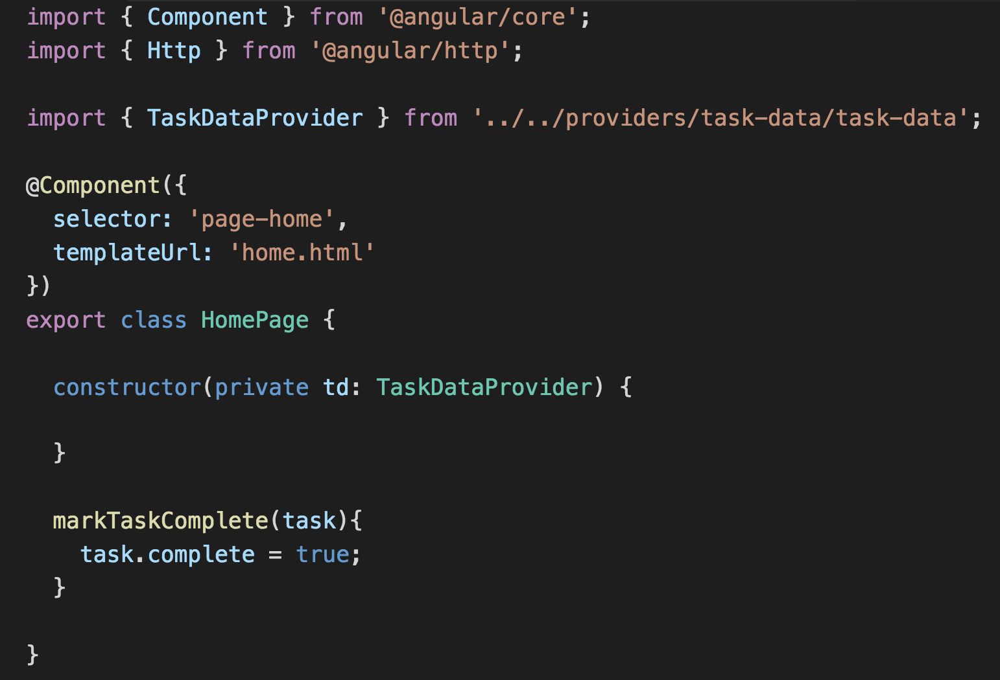 import { Component } from '@angular/core';
import { Http } from '@angular/http';
import { TaskDataProvider } from '../../providers/task-data/task-data';
@Component({
  selector: 'page-home',
  templateUrl: 'home.html'
})
export class HomePage {
  constructor(private td: TaskDataProvider) {
  }
  markTaskComplete(task){
    task.complete = true;
  }
}